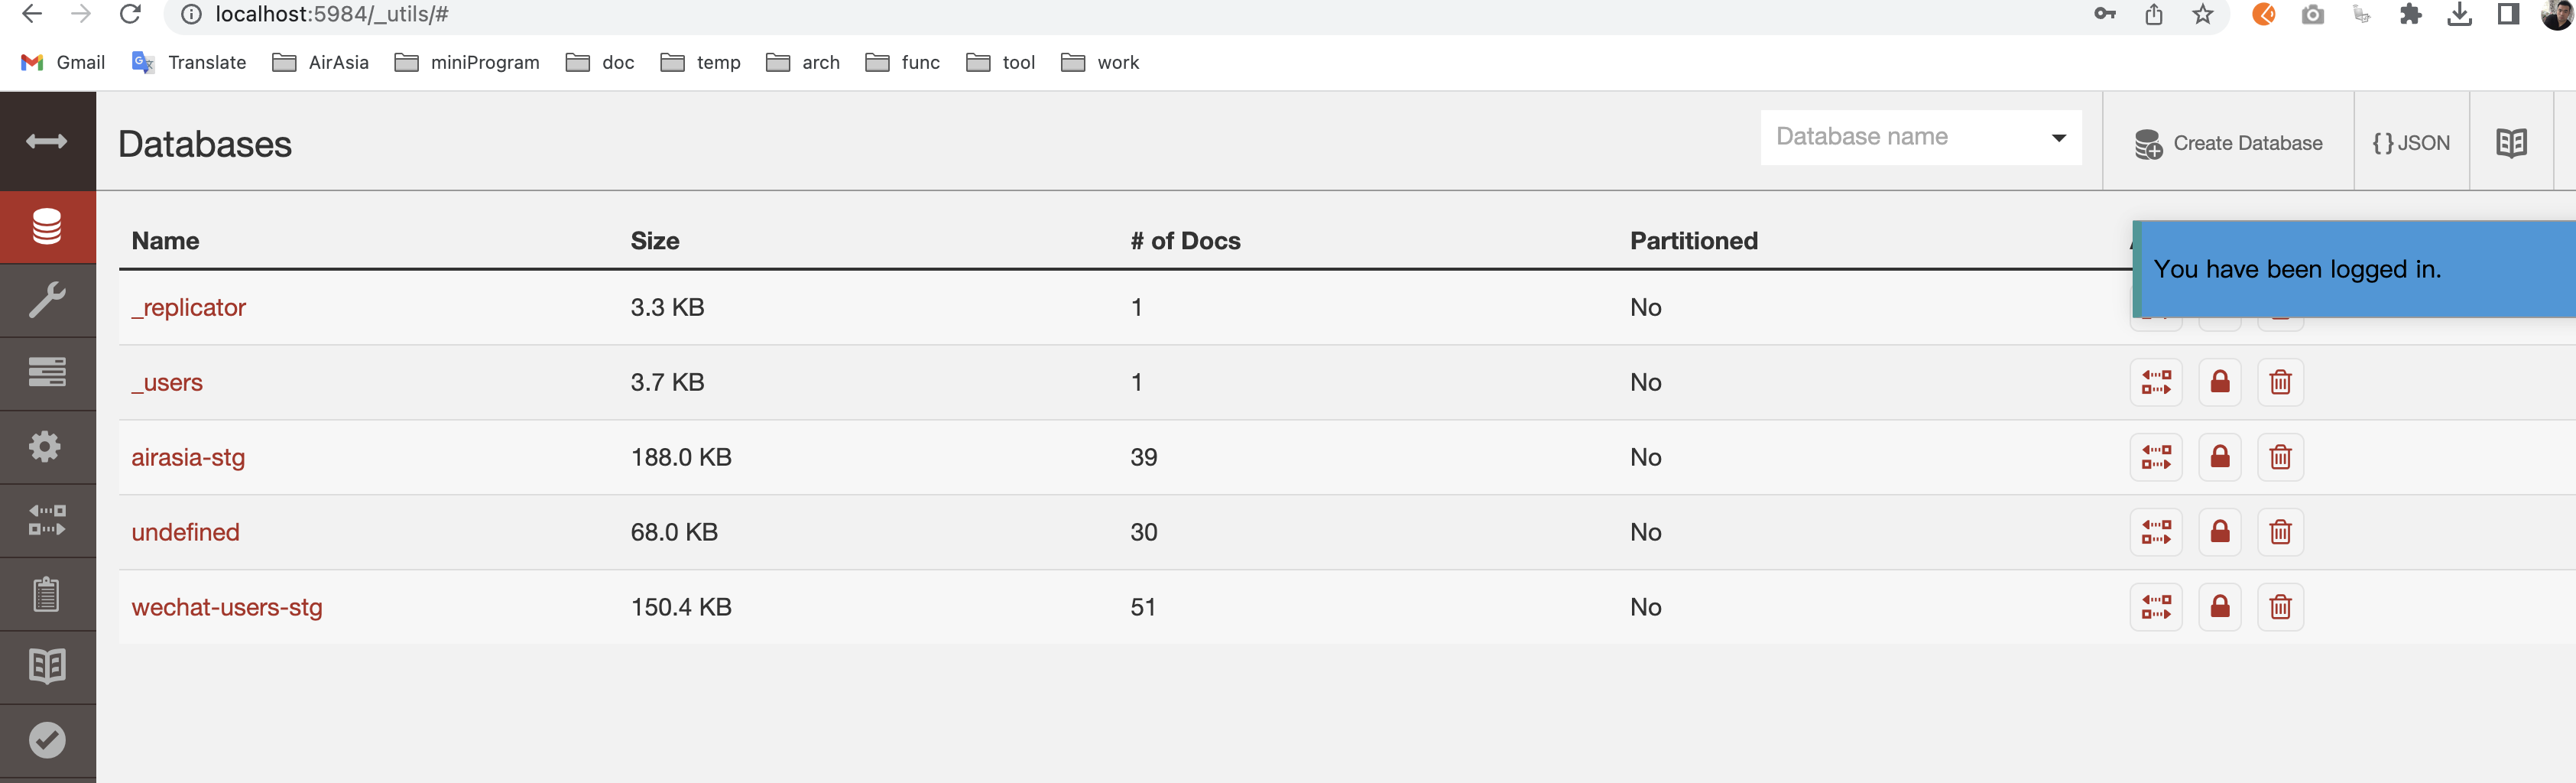 localhost:5984/_utils/#
Gmail Translate AirAsia miniProgram doc temp arch func tool work
Databases Database name Create Database {} JSON
Name Size # of Docs Partitioned
You have been logged in.
_replicator 3.3 KB 1 No
_users 3.7 KB 1 No
airasia-stg 188.0 KB 39 No
undefined 68.0 KB 30 No
wechat-users-stg 150.4 KB 51 No